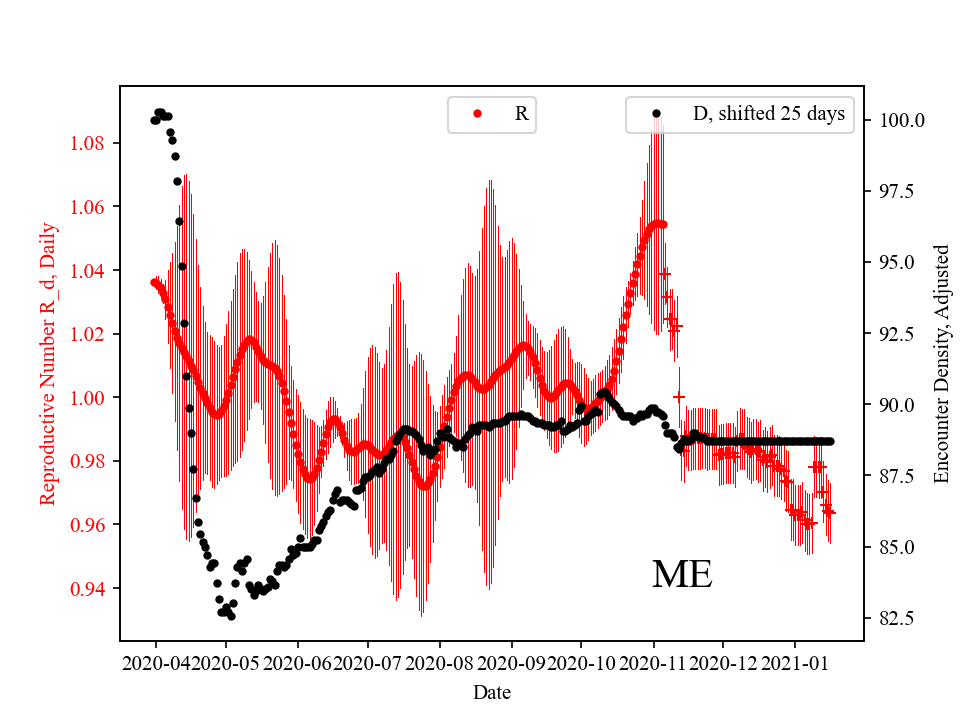 R
D, shifted 25 days
1.08
1.06
1.04
1.02
1.00
0.98
0.96
0.94
Reproductive Number R_d, Daily
100.0
97.5
95.0
92.5
90.0
87.5
85.0
82.5
Encounter Density, Adjusted
ME
2020-04 2020-05 2020-06 2020-07 2020-08 2020-09 2020-10 2020-11 2020-12 2021-01
Date